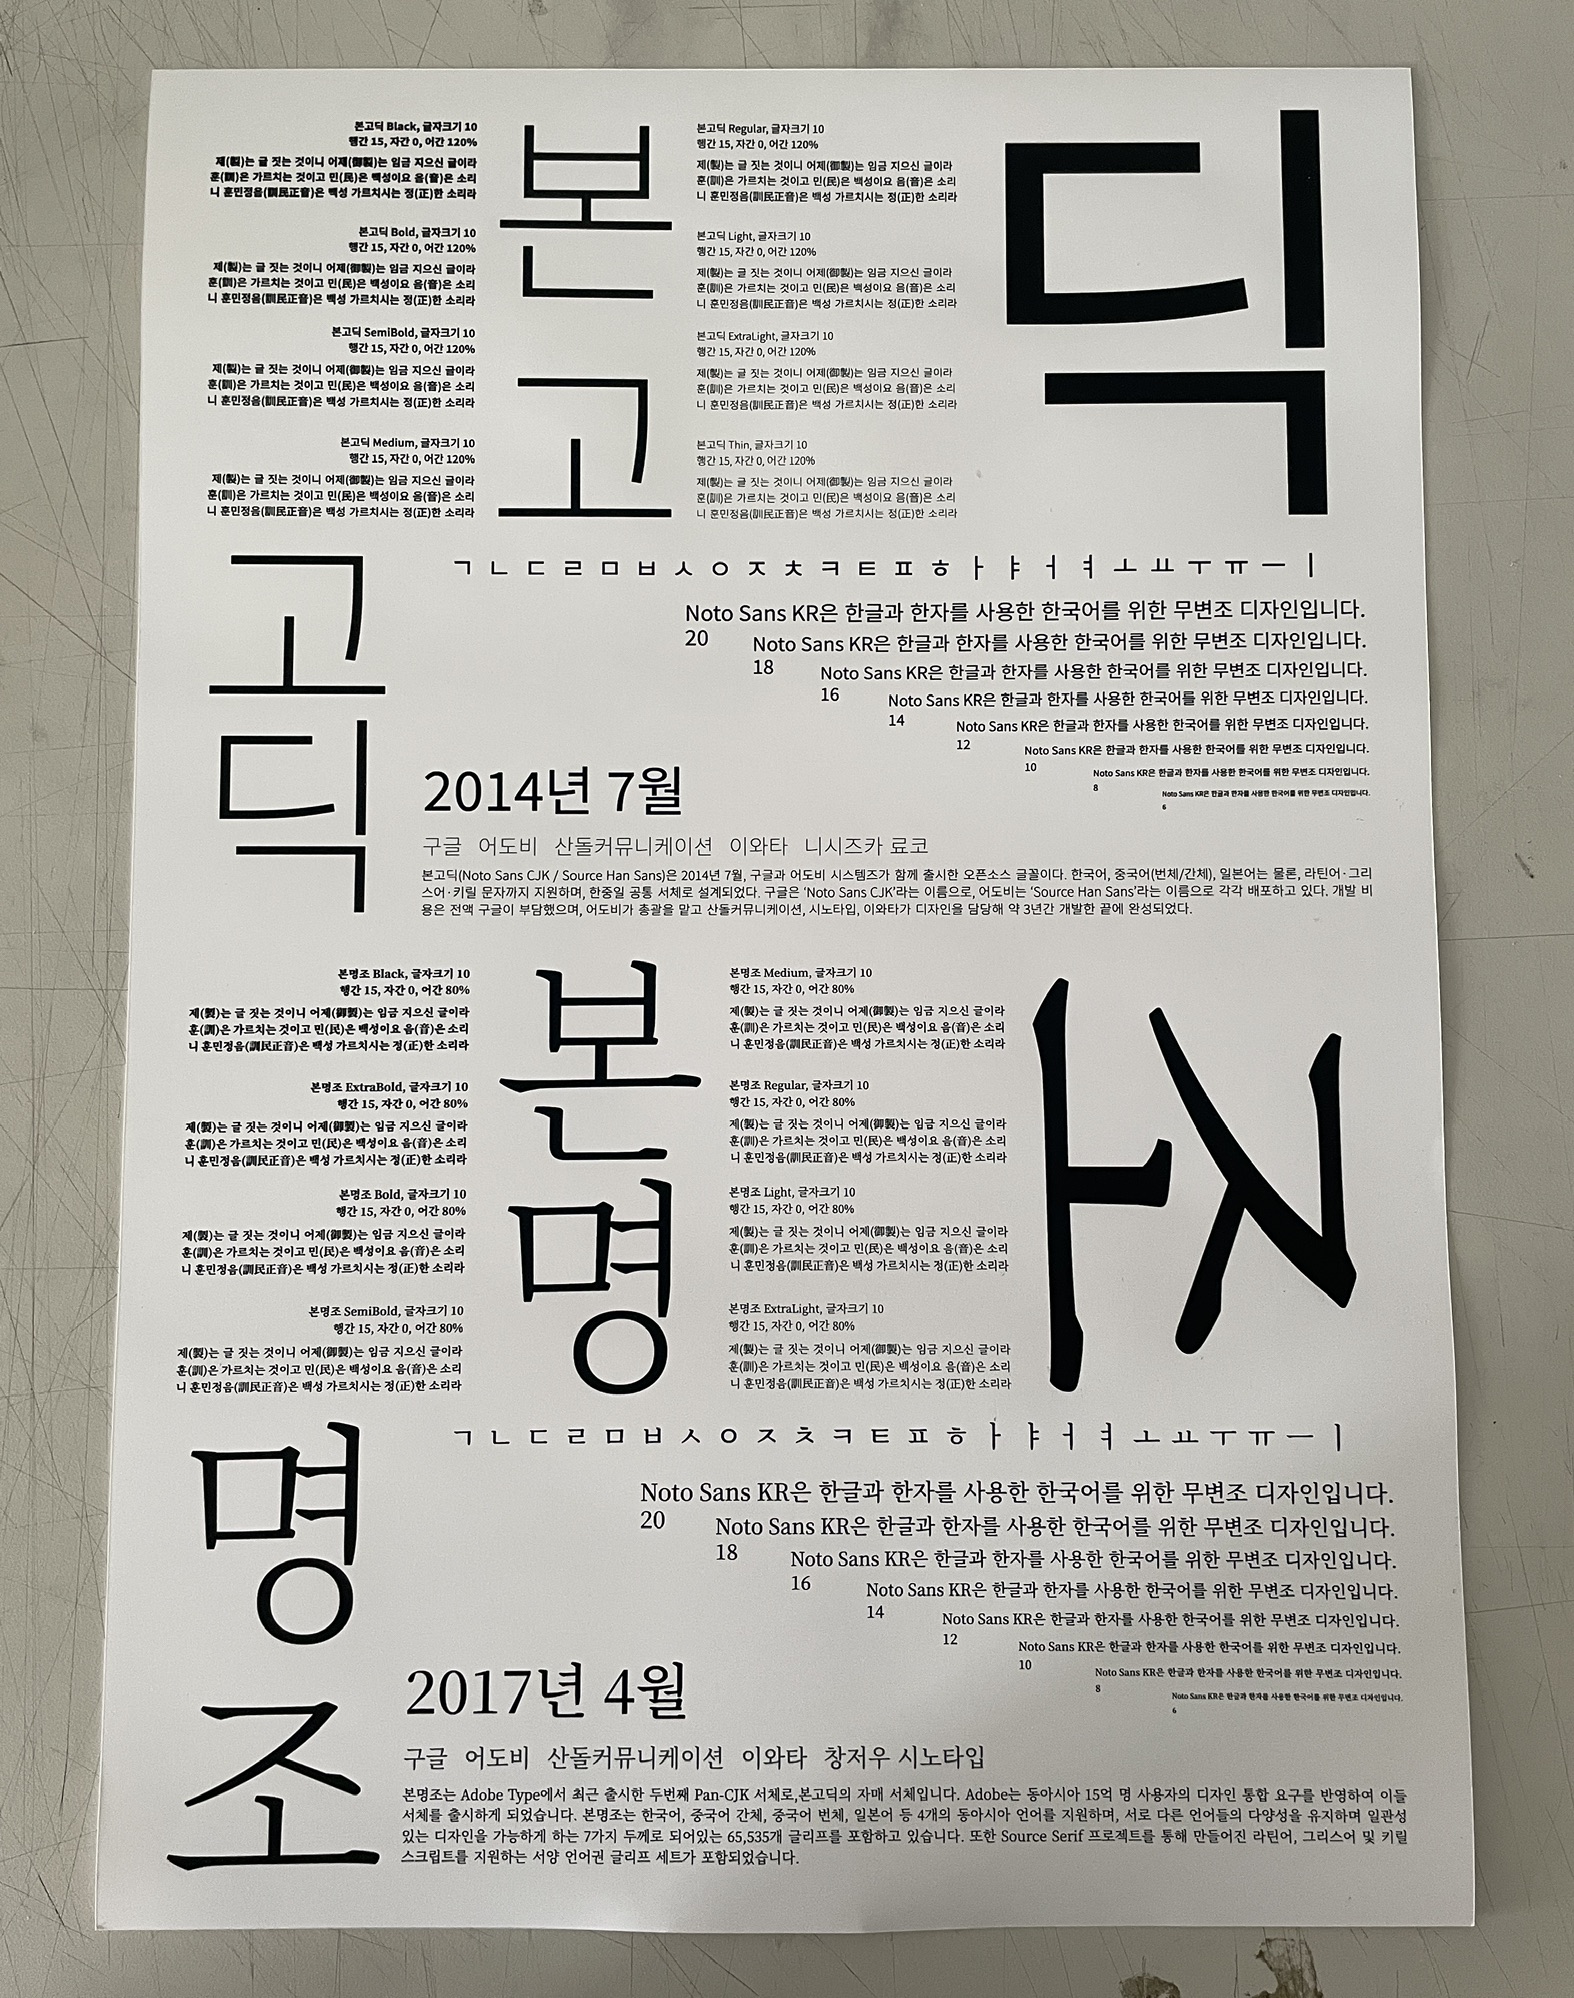 본고딕 Black, 글자크기 10
행간 15, 자간 0, 어간 120%
제(製)는 글 짓는 것이니 어제(御製)는 임금 지으신 글이라
훈(訓)은 가르치는 것이고 민(民)은 백성이요 음(音)은 소리
니 훈민정음(訓民正音)은 백성 가르치시는 정(正)한 소리라
본고딕 Bold, 글자크기 10
행간 15, 자간 0, 어간 120%
제(製)는 글 짓는 것이니 어제(御製)는 임금 지으신 글이라
훈(訓)은 가르치는 것이고 민(民)은 백성이요 음(音)은 소리
니 훈민정음(訓民正音)은 백성 가르치시는 정(正)한 소리라
본고딕 SemiBold, 글자크기 10
행간 15, 자간 0, 어간 120%
제(製)는 글 짓는 것이니 어제(御製)는 임금 지으신 글이라
훈(訓)은 가르치는 것이고 민(民)은 백성이요 음(音)은 소리
니 훈민정음(訓民正音)은 백성 가르치시는 정(正)한 소리라
본고딕 Medium, 글자크기 10
행간 15, 자간 0, 어간 120%
제(製)는 글 짓는 것이니 어제(御製)는 임금 지으신 글이라
훈(訓)은 가르치는 것이고 민(民)은 백성이요 음(音)은 소리
니 훈민정음(訓民正音)은 백성 가르치시는 정(正)한 소리라
본
고
본고딕 Regular, 글자크기 10
행간 15, 자간 0, 어간 120%
제(製)는 글 짓는 것이니 어제(御製)는 임금 지으신 글이라
훈(訓)은 가르치는 것이고 민(民)은 백성이요 음(音)은 소리
니 훈민정음(訓民正音)은 백성 가르치시는 정(正)한 소리라
본고딕 Light, 글자크기 10
행간 15, 자간 0, 어간 120%
제(製)는 글 짓는 것이니 어제(御製)는 임금 지으신 글이라
훈(訓)은 가르치는 것이고 민(民)은 백성이요 음(音)은 소리
니 훈민정음(訓民正音)은 백성 가르치시는 정(正)한 소리라
본고딕 ExtraLight, 글자크기 10
행간 15, 자간 0, 어간 120%
제(製)는 글 짓는 것이니 어제(御製)는 임금 지으신 글이라
훈(訓)은 가르치는 것이고 민(民)은 백성이요 음(音)은 소리
니 훈민정음(訓民正音)은 백성 가르치시는 정(正)한 소리라
본고딕 Thin, 글자크기 10
행간 15, 자간 0, 어간 120%
제(製)는 글 짓는 것이니 어제(御製)는 임금 지으신 글이라
훈(訓)은 가르치는 것이고 민(民)은 백성이요 음(音)은 소리
니 훈민정음(訓民正音)은 백성 가르치시는 정(正)한 소리라
딕
고
딕
ㄱ ㄴ ㄷ ㄹ ㅁ ㅂ ㅅ ㅇ ㅈ ㅊ ㅋ ㅌ ㅍ ㅎ ㅏ ㅑ ㅓ ㅕ ㅗ ㅛ ㅜ ㅠ ㅡ ㅣ
Noto Sans KR은 한글과 한자를 사용한 한국어를 위한 무변조 디자인입니다.
20
Noto Sans KR은 한글과 한자를 사용한 한국어를 위한 무변조 디자인입니다.
18
Noto Sans KR은 한글과 한자를 사용한 한국어를 위한 무변조 디자인입니다.
16
Noto Sans KR은 한글과 한자를 사용한 한국어를 위한 무변조 디자인입니다.
14
Noto Sans KR은 한글과 한자를 사용한 한국어를 위한 무변조 디자인입니다.
12
Noto Sans KR은 한글과 한자를 사용한 한국어를 위한 무변조 디자인입니다.
10
Noto Sans KR은 한글과 한자를 사용한 한국어를 위한 무변조 디자인입니다.
8
Noto Sans KR은 한글과 한자를 사용한 한국어를 위한 무변조 디자인입니다.
6
2014년 7월
구글 어도비 산돌커뮤니케이션 이와타 니시즈카 료코
본고딕(Noto Sans CJK / Source Han Sans)은 2014년 7월, 구글과 어도비 시스템즈가 함께 출시한 오픈소스 글꼴이다. 한국어, 중국어(번체/간체), 일본어는 물론, 라틴어·그리
스어·키릴 문자까지 지원하며, 한중일 공통 서체로 설계되었다. 구글은 ‘Noto Sans CJK’라는 이름으로, 어도비는 ‘Source Han Sans’라는 이름으로 각각 배포하고 있다. 개발 비
용은 전액 구글이 부담했으며, 어도비가 총괄을 맡고 산돌커뮤니케이션, 시노타입, 이와타가 디자인을 담당해 약 3년간 개발한 끝에 완성되었다.
본명조 Black, 글자크기 10
행간 15, 자간 0, 어간 80%
제(製)는 글 짓는 것이니 어제(御製)는 임금 지으신 글이라
훈(訓)은 가르치는 것이고 민(民)은 백성이요 음(音)은 소리
니 훈민정음(訓民正音)은 백성 가르치시는 정(正)한 소리라
본명조 ExtraBold, 글자크기 10
행간 15, 자간 0, 어간 80%
제(製)는 글 짓는 것이니 어제(御製)는 임금 지으신 글이라
훈(訓)은 가르치는 것이고 민(民)은 백성이요 음(音)은 소리
니 훈민정음(訓民正音)은 백성 가르치시는 정(正)한 소리라
본명조 Bold, 글자크기 10
행간 15, 자간 0, 어간 80%
제(製)는 글 짓는 것이니 어제(御製)는 임금 지으신 글이라
훈(訓)은 가르치는 것이고 민(民)은 백성이요 음(音)은 소리
니 훈민정음(訓民正音)은 백성 가르치시는 정(正)한 소리라
본명조 SemiBold, 글자크기 10
행간 15, 자간 0, 어간 80%
제(製)는 글 짓는 것이니 어제(御製)는 임금 지으신 글이라
훈(訓)은 가르치는 것이고 민(民)은 백성이요 음(音)은 소리
니 훈민정음(訓民正音)은 백성 가르치시는 정(正)한 소리라
본
명
본명조 Medium, 글자크기 10
행간 15, 자간 0, 어간 80%
제(製)는 글 짓는 것이니 어제(御製)는 임금 지으신 글이라
훈(訓)은 가르치는 것이고 민(民)은 백성이요 음(音)은 소리
니 훈민정음(訓民正音)은 백성 가르치시는 정(正)한 소리라
본명조 Regular, 글자크기 10
행간 15, 자간 0, 어간 80%
제(製)는 글 짓는 것이니 어제(御製)는 임금 지으신 글이라
훈(訓)은 가르치는 것이고 민(民)은 백성이요 음(音)은 소리
니 훈민정음(訓民正音)은 백성 가르치시는 정(正)한 소리라
본명조 Light, 글자크기 10
행간 15, 자간 0, 어간 80%
제(製)는 글 짓는 것이니 어제(御製)는 임금 지으신 글이라
훈(訓)은 가르치는 것이고 민(民)은 백성이요 음(音)은 소리
니 훈민정음(訓民正音)은 백성 가르치시는 정(正)한 소리라
본명조 ExtraLight, 글자크기 10
행간 15, 자간 0, 어간 80%
제(製)는 글 짓는 것이니 어제(御製)는 임금 지으신 글이라
훈(訓)은 가르치는 것이고 민(民)은 백성이요 음(音)은 소리
니 훈민정음(訓民正音)은 백성 가르치시는 정(正)한 소리라
조
명
조
ㄱ ㄴ ㄷ ㄹ ㅁ ㅂ ㅅ ㅇ ㅈ ㅊ ㅋ ㅌ ㅍ ㅎ ㅏ ㅑ ㅓ ㅕ ㅗ ㅛ ㅜ ㅠ ㅡ ㅣ
Noto Sans KR은 한글과 한자를 사용한 한국어를 위한 무변조 디자인입니다.
20
Noto Sans KR은 한글과 한자를 사용한 한국어를 위한 무변조 디자인입니다.
18
Noto Sans KR은 한글과 한자를 사용한 한국어를 위한 무변조 디자인입니다.
16
Noto Sans KR은 한글과 한자를 사용한 한국어를 위한 무변조 디자인입니다.
14
Noto Sans KR은 한글과 한자를 사용한 한국어를 위한 무변조 디자인입니다.
12
Noto Sans KR은 한글과 한자를 사용한 한국어를 위한 무변조 디자인입니다.
10
Noto Sans KR은 한글과 한자를 사용한 한국어를 위한 무변조 디자인입니다.
8
Noto Sans KR은 한글과 한자를 사용한 한국어를 위한 무변조 디자인입니다.
6
2017년 4월
구글 어도비 산돌커뮤니케이션 이와타 창저우 시노타입
본명조는 Adobe Type에서 최근 출시한 두번째 Pan-CJK 서체로,본고딕의 자매 서체입니다. Adobe는 동아시아 15억 명 사용자의 디자인 통합 요구를 반영하여 이들
서체를 출시하게 되었습니다. 본명조는 한국어, 중국어 간체, 중국어 번체, 일본어 등 4개의 동아시아 언어를 지원하며, 서로 다른 언어들의 다양성을 유지하며 일관성
있는 디자인을 가능하게 하는 7가지 두께로 되어있는 65,535개 글리프를 포함하고 있습니다. 또한 Source Serif 프로젝트를 통해 만들어진 라틴어, 그리스어 및 키릴
스크립트를 지원하는 서양 언어권 글리프 세트가 포함되었습니다.